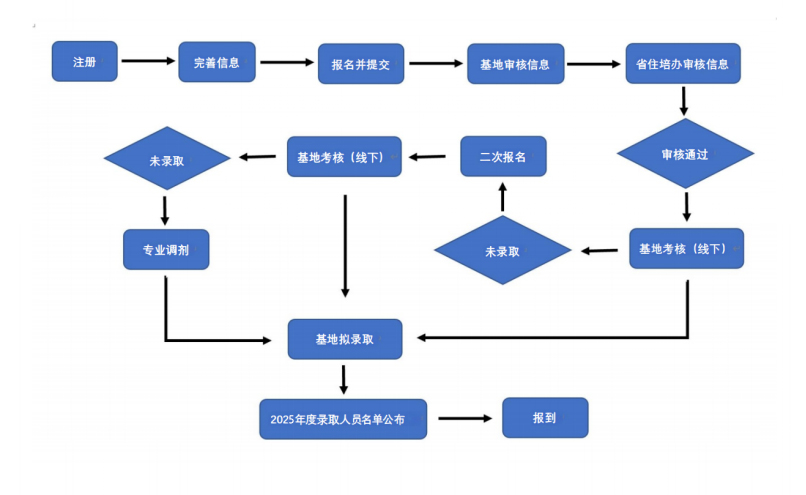 注册
完善信息
报名并提交
基地审核信息
省住培办审核信息
未录取
基地考核（线下）
二次报名
审核通过
专业调剂
未录取
基地考核（线下）
基地拟录取
2025年度录取人员名单公布
报到